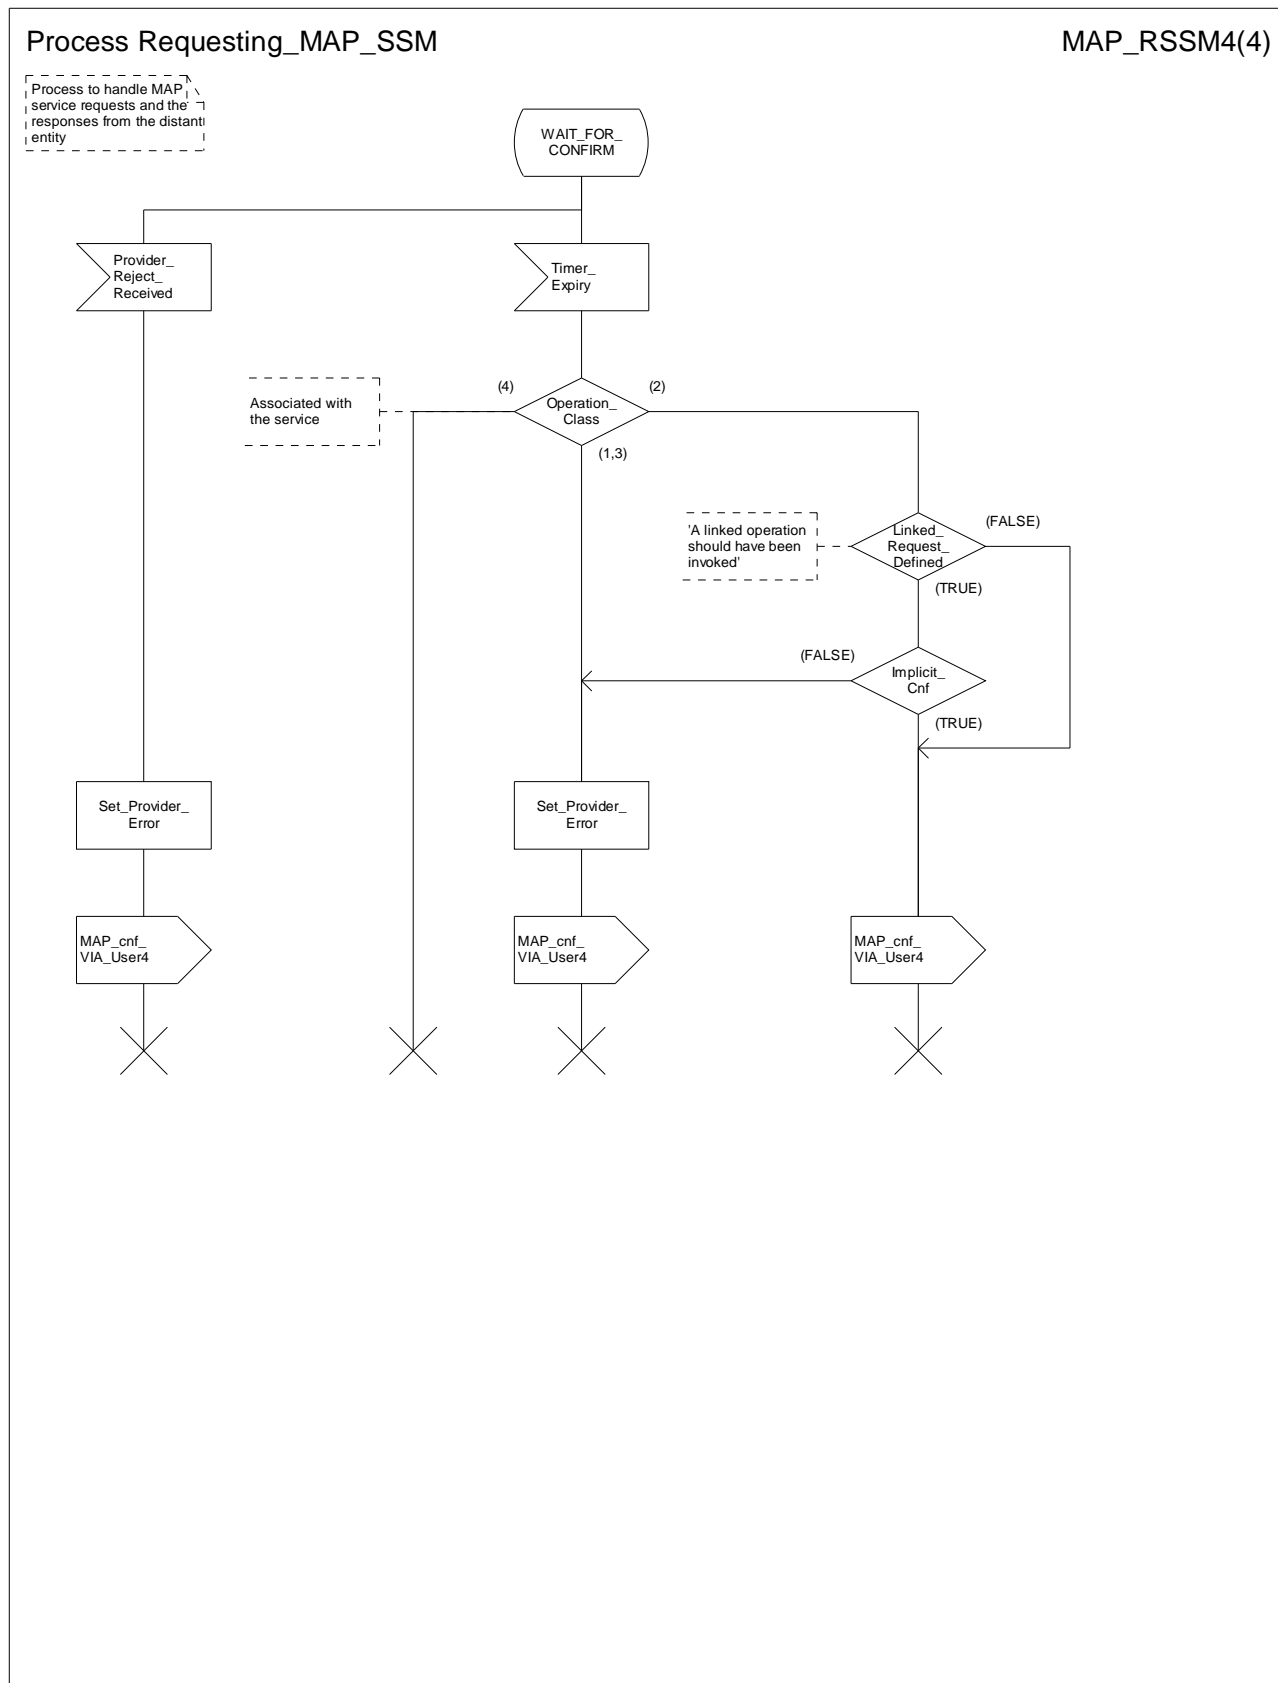 Process Requesting_MAP_SSM
MAP_RSSM4(4)
Process to handle MAP
service requests and the
responses from the distant
entity
WAIT_FOR_
CONFIRM
Provider_
Reject_
Received
Timer_
Expiry
Associated with
the service
(4)
Operation_
Class
(2)
(1,3)
'A linked operation
should have been
invoked'
Linked_
Request_
Defined
(FALSE)
(TRUE)
(FALSE)
Implicit_
Cnf
(TRUE)
Set_Provider_
Error
Set_Provider_
Error
MAP_cnf_
VIA_User4
MAP_cnf_
VIA_User4
MAP_cnf_
VIA_User4